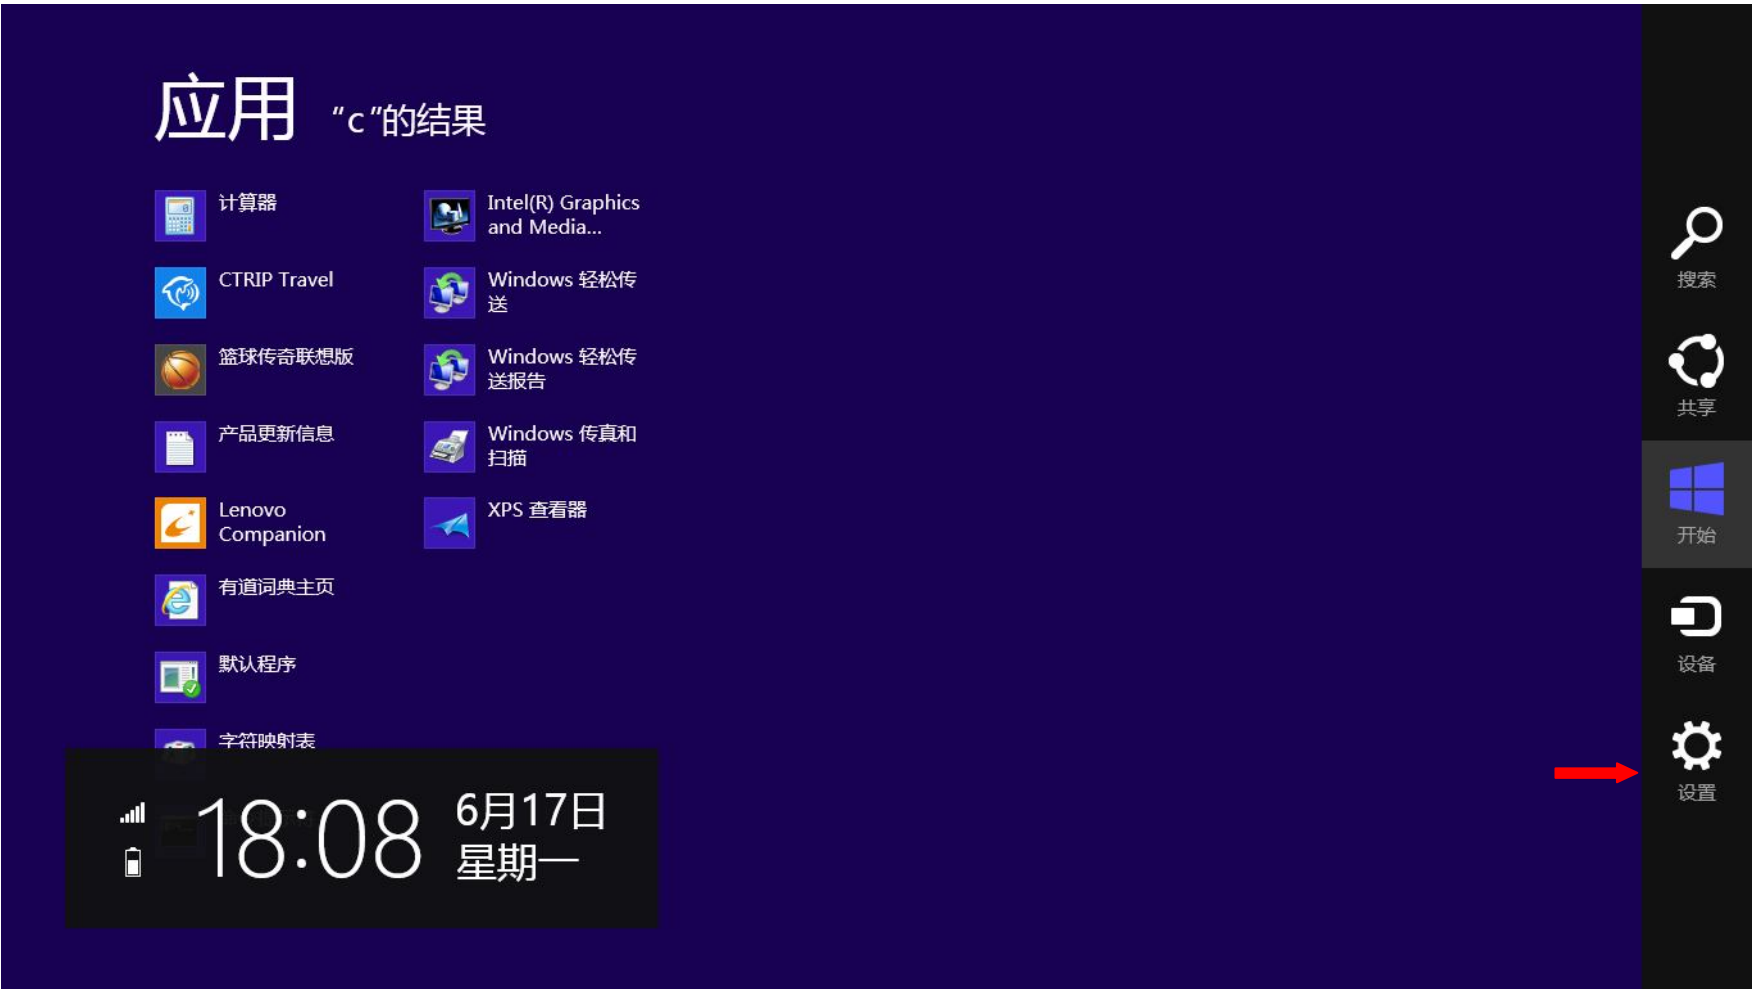 应用 “c”的结果
计算器
CTRIP Travel
篮球传奇联想版
产品更新信息
Lenovo
Companion
有道词典主页
默认程序
字符映射表
Intel(R) Graphics
and Media...
Windows 轻松传
送
Windows 轻松传
送报告
Windows 传真和
扫描
XPS 查看器
18:08
6月17日
星期一
搜索
共享
开始
设备
设置